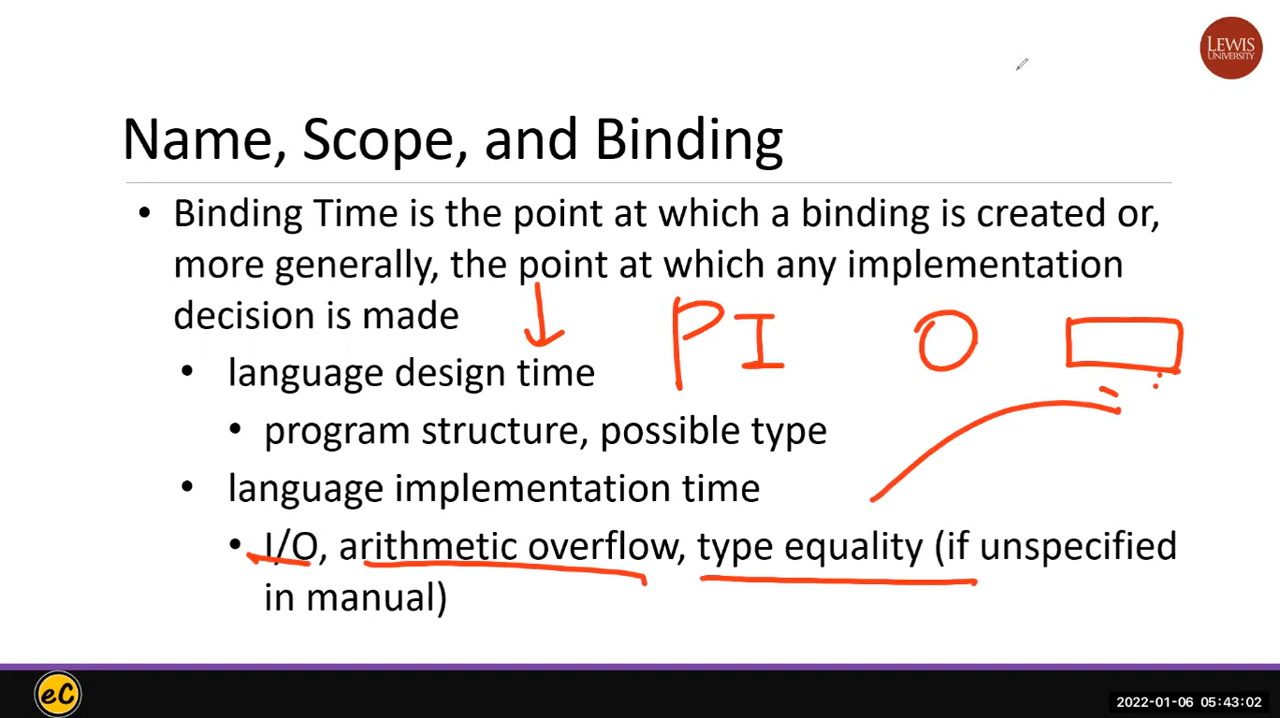 LEWIS
UNIVERSITY
Name, Scope, and Binding
• Binding Time is the point at which a binding is created or,
more generally, the point at which any implementation
decision is made
PI O
• language design time
• program structure, possible type
• language implementation time
• I/O, arithmetic overflow, type equality (if unspecified
in manual)
eC
2022-01-06 05:43:02